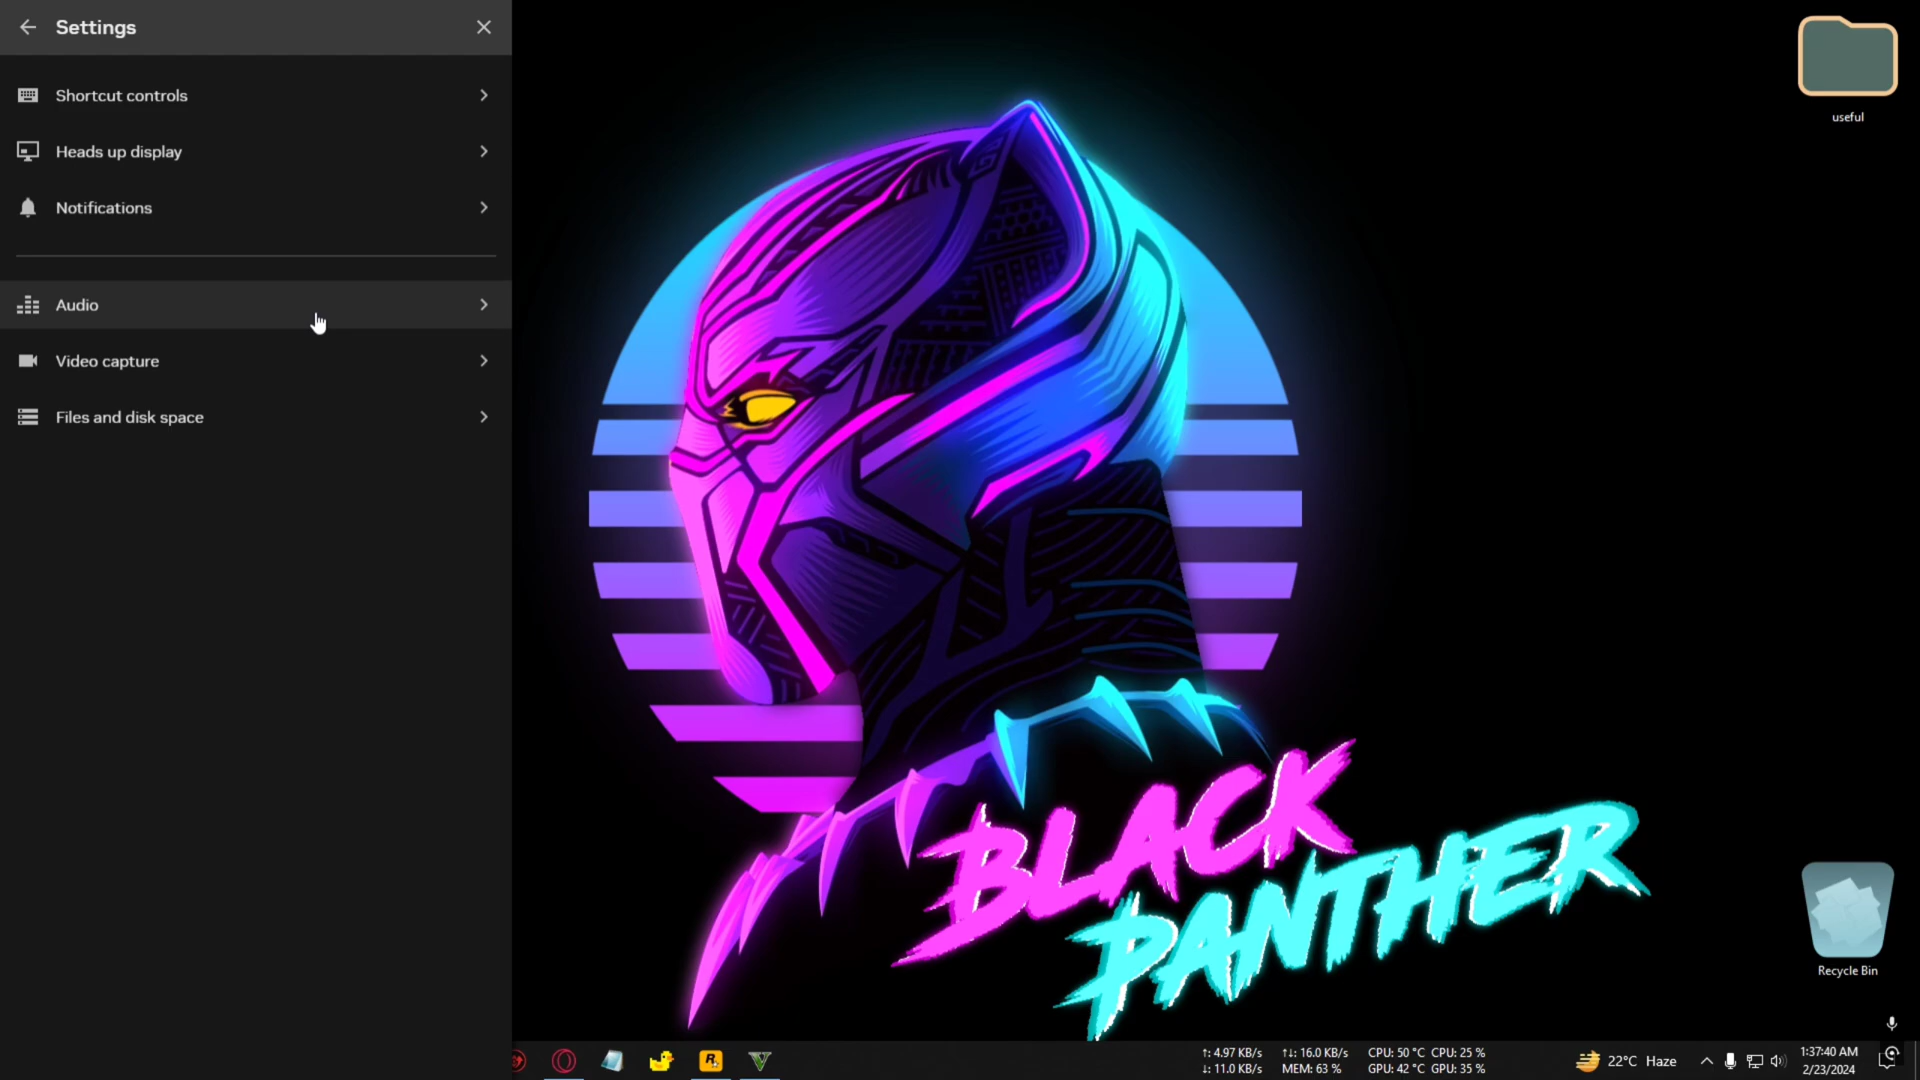 Settings
Shortcut controls
Heads up display
Notifications
Audio
Video capture
Files and disk space
useful
BLACK
PANTHER
Recycle Bin
↑: 4.97 KB/s ↑↓: 16.0 KB/s CPU: 50 °C CPU: 25 %
↓: 11.0 KB/s MEM: 63 % GPU: 42 °C GPU: 35 %
22°C Haze
1:37:40 AM
2/23/2024